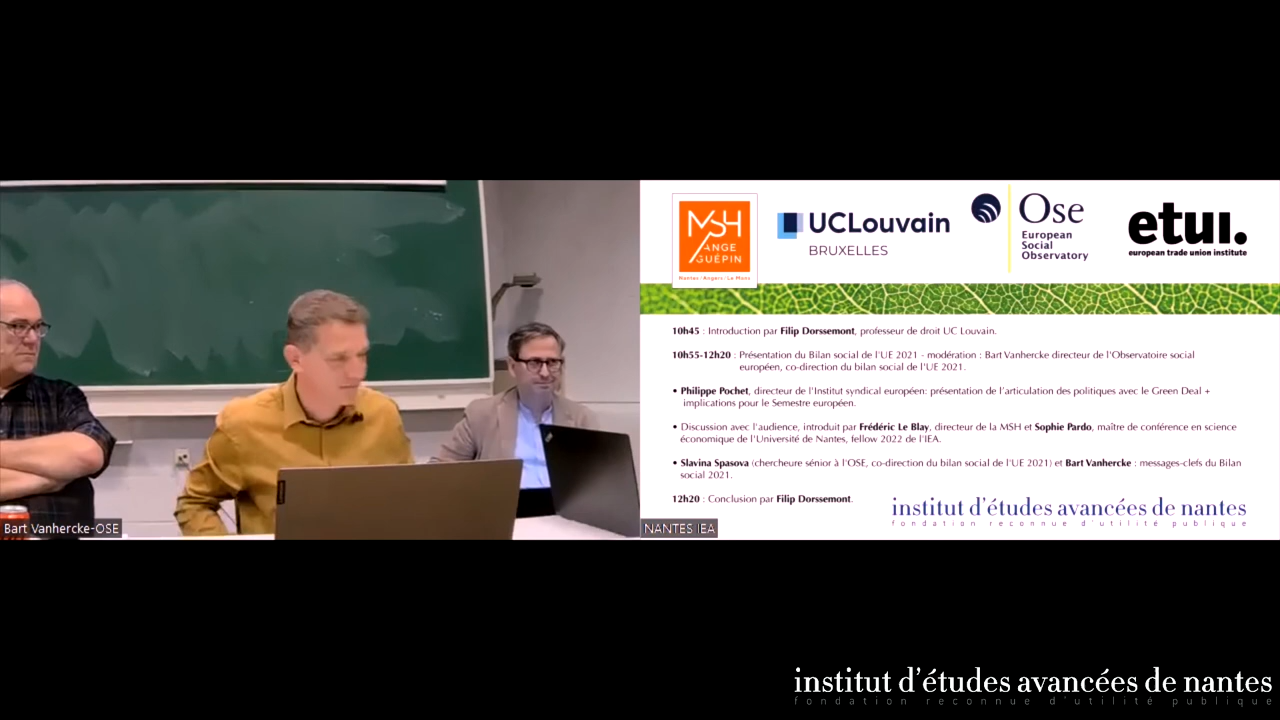 MSH
ANGE
GUÉPIN
Nantes · Angers · Le Mans
UCLouvain
BRUXELLES
Ose
European
Social
Observatory
etui.
european trade union institute
10h45 : Introduction par Filip Dorssemont, professeur de droit UC Louvain.
10h55-12h20 : Présentation du Bilan social de l'UE 2021 - modération : Bart Vanhercke directeur de l'Observatoire social
européen, co-direction du bilan social de l'UE 2021.
• Philippe Pochet, directeur de l'Institut syndical européen: présentation de l'articulation des politiques avec le Green Deal +
implications pour le Semestre européen.
• Discussion avec l'audience, introduit par Frédéric Le Blay, directeur de la MSH et Sophie Pardo, maître de conférence en science
économique de l'Université de Nantes, fellow 2022 de l'IEA.
• Slavina Spasova (chercheure sénior à l'OSE, co-direction du bilan social de l'UE 2021) et Bart Vanhercke : messages-clefs du Bilan
social 2021.
12h20 : Conclusion par Filip Dorssemont.
institut d'études avancées de nantes
fondation reconnue d'utilité publique
Bart Vanhercke-OSE
NANTES IEA
institut d'études avancées de nantes
fondation reconnue d'utilité publique